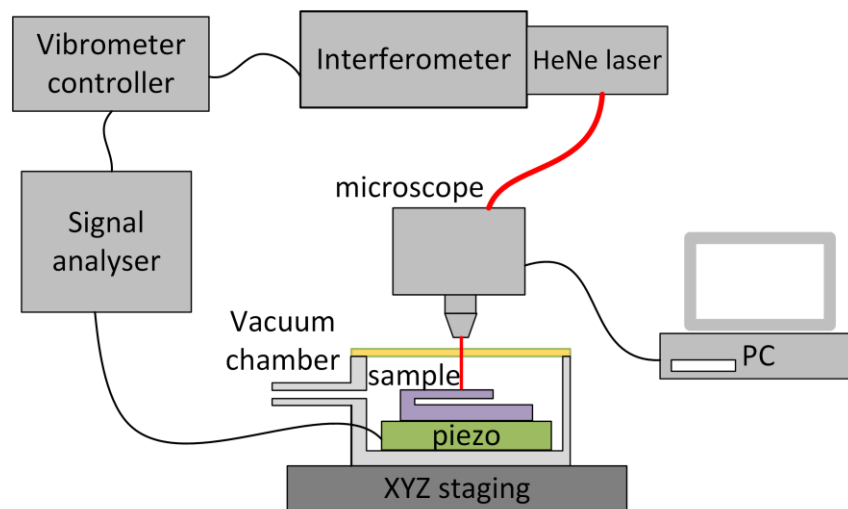 Vibrometer
controller
Interferometer
HeNe laser
microscope
Signal
analyser
Vacuum
chamber
sample
PC
piezo
XYZ staging